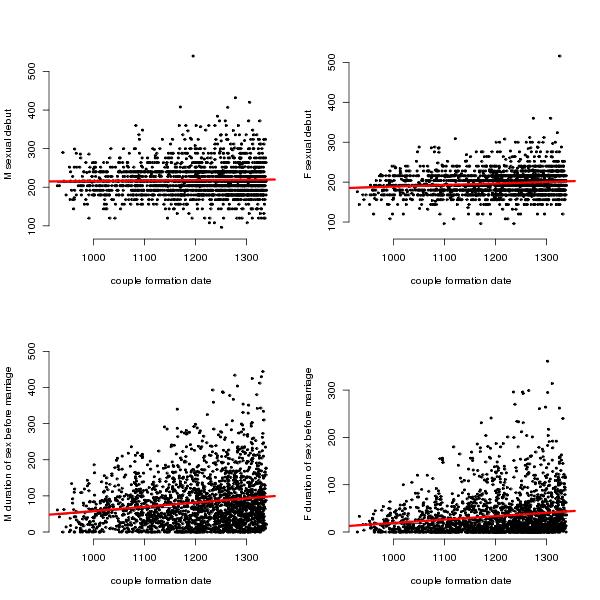 M sexual debut
100 200 300 400 500
1000 1100 1200 1300
couple formation date
F sexual debut
100 200 300 400 500
1000 1100 1200 1300
couple formation date
M duration of sex before marriage
0 100 200 300 400 500
1000 1100 1200 1300
couple formation date
F duration of sex before marriage
0 100 200 300
1000 1100 1200 1300
couple formation date